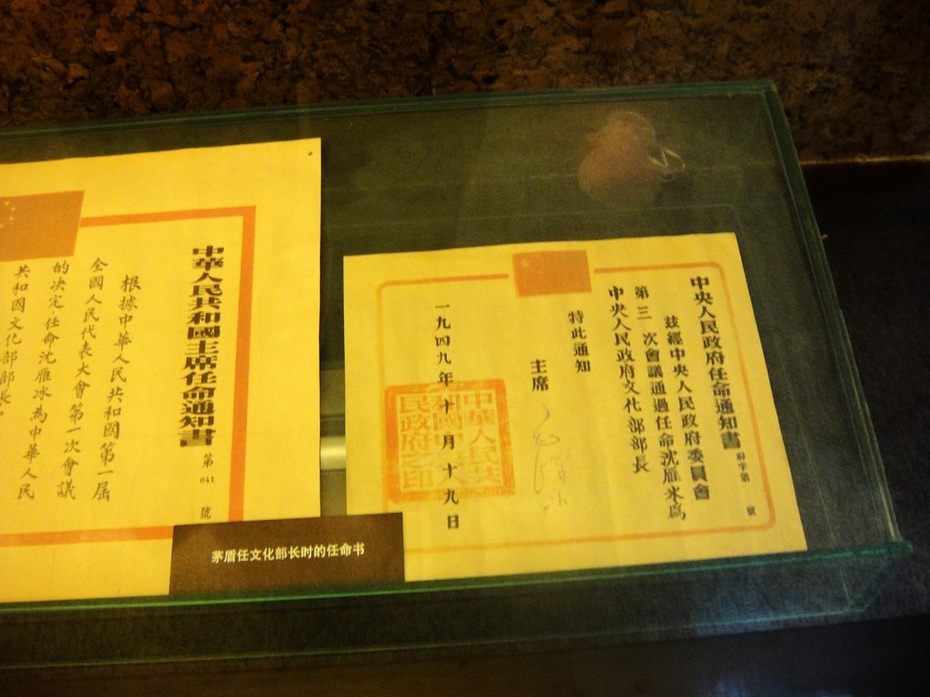 中華人民共和國主席任命通知書
第041號
根據中華人民共和國第一屆
全國人民代表大會第一次會議
的決定,任命沈雁冰為中華人民
共和國文化部部長。
中央人民政府任命通知書
府字第 號
茲經中央人民政府委員會
第三次會議通過任命沈雁冰爲
中央人民政府文化部部長
特此通知
主席
一九四九年十月十九日
中華人民共
和國中央人
民政府之印
茅盾任文化部长时的任命书